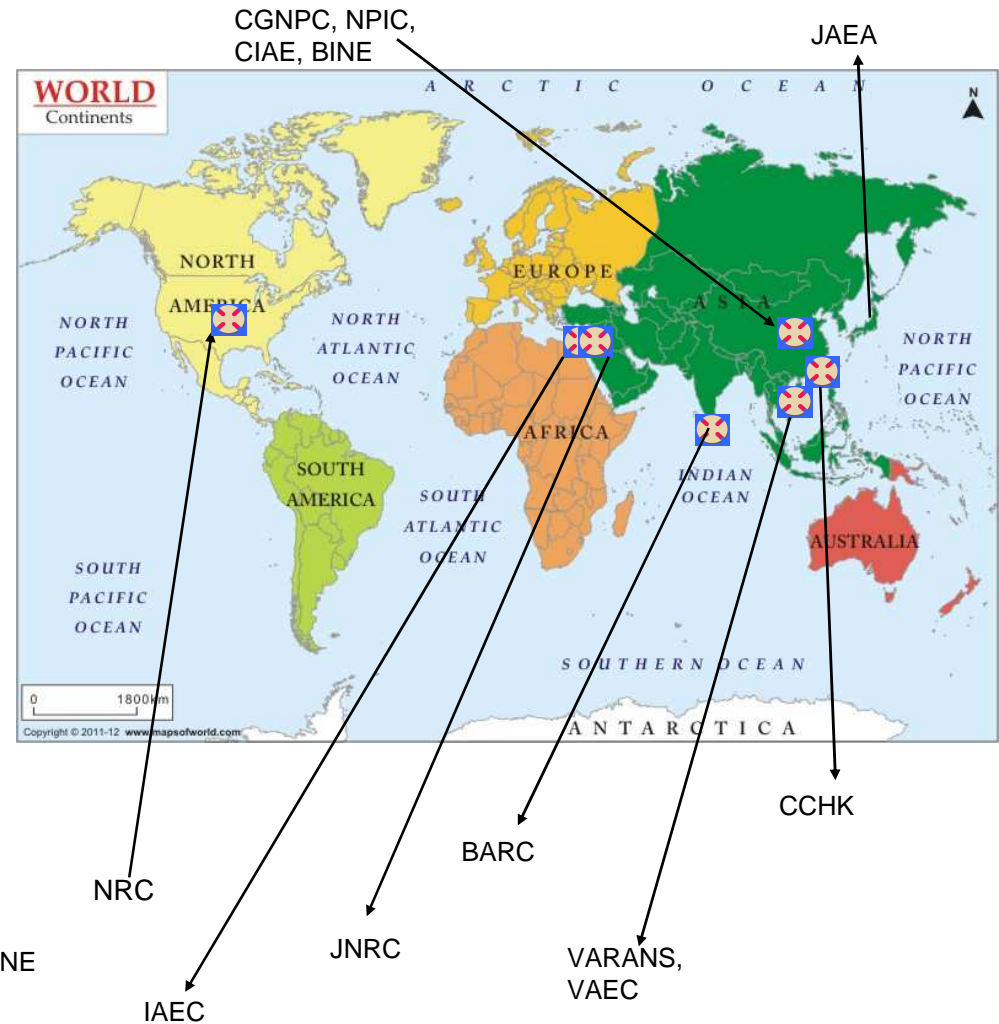 CGNPC, NPIC,
CIAE, BINE
JAEA
WORLD
Continents
ARCTIC OCEAN
N
NORTH
AMERICA
EUROPE
ASIA
NORTH
PACIFIC
OCEAN
NORTH
ATLANTIC
OCEAN
NORTH
PACIFIC
OCEAN
AFRICA
SOUTH
AMERICA
INDIAN
OCEAN
SOUTH
ATLANTIC
OCEAN
AUSTRALIA
SOUTH
PACIFIC
OCEAN
SOUTHERN OCEAN
0 1800km
ANTARCTICA
Copyright © 2011-12 www.mapsofworld.com
CCHK
BARC
NRC
JNRC
VARANS,
VAEC
NE
IAEC